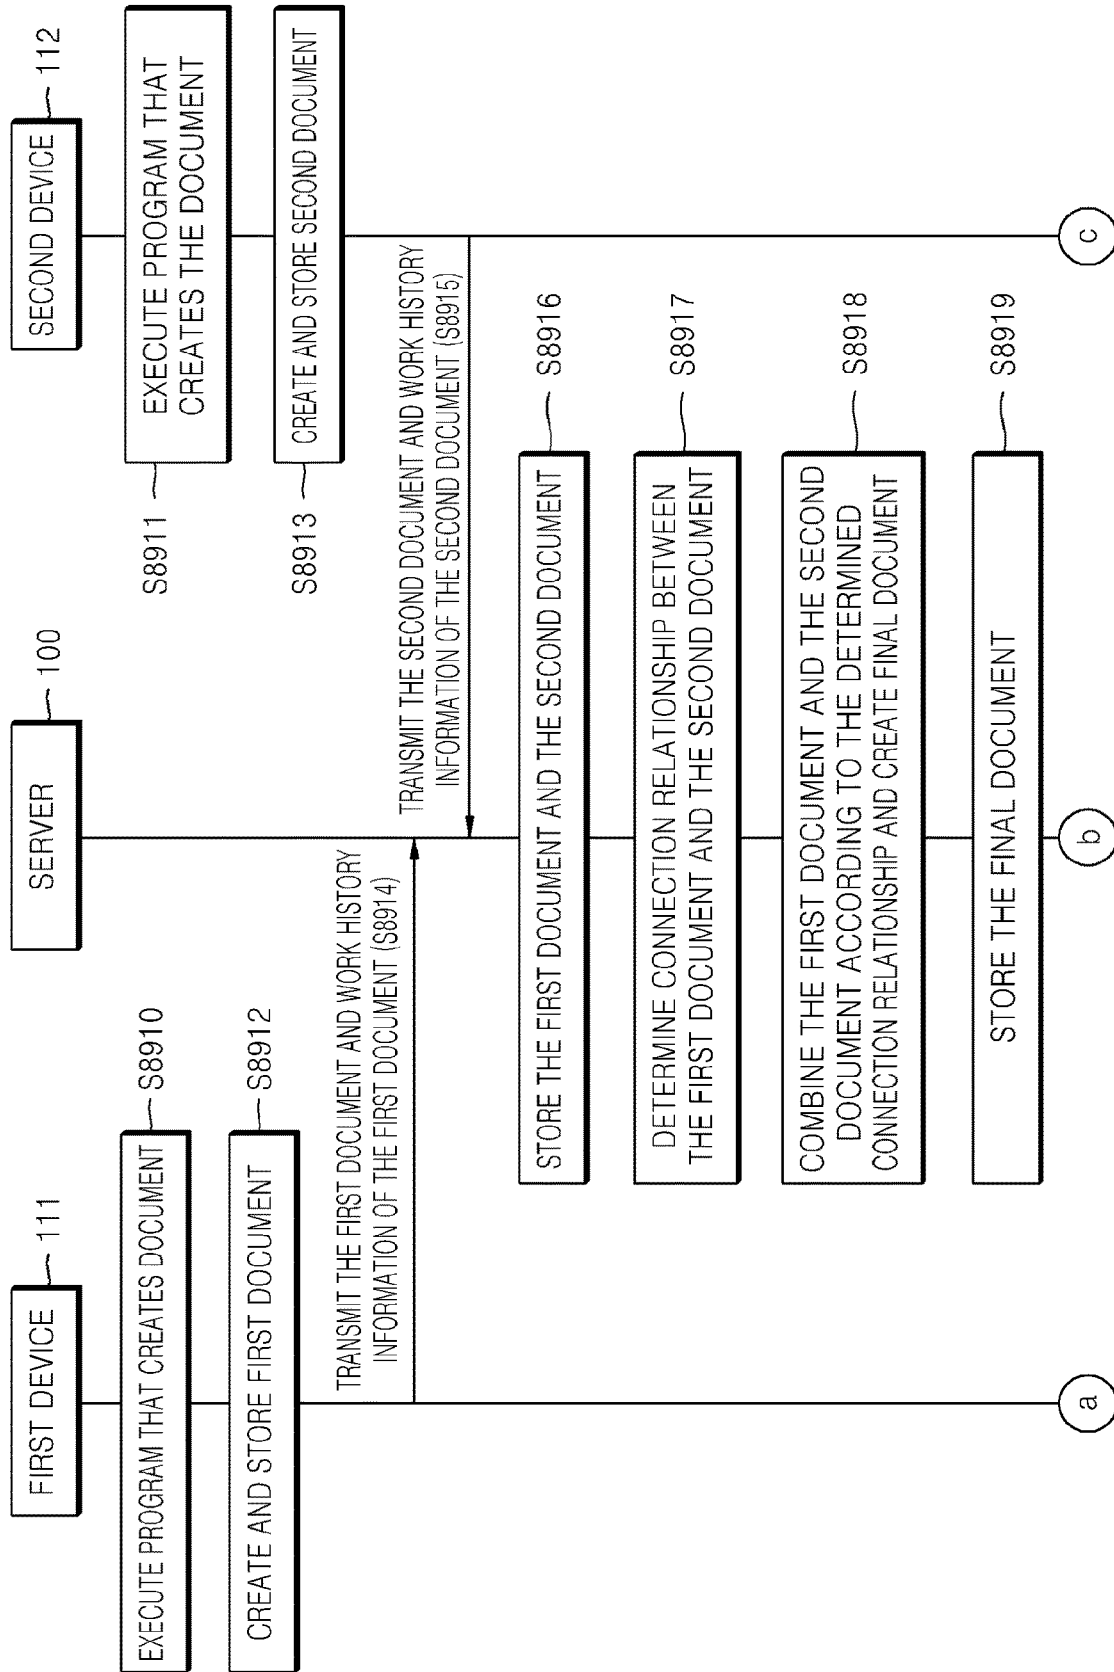 FIRST DEVICE
111
SERVER
100
SECOND DEVICE
112
EXECUTE PROGRAM THAT CREATES DOCUMENT
S8910
S8911
EXECUTE PROGRAM THAT
CREATES THE DOCUMENT
CREATE AND STORE FIRST DOCUMENT
S8912
S8913
CREATE AND STORE SECOND DOCUMENT
TRANSMIT THE FIRST DOCUMENT AND WORK HISTORY
INFORMATION OF THE FIRST DOCUMENT (S8914)
TRANSMIT THE SECOND DOCUMENT AND WORK HISTORY
INFORMATION OF THE SECOND DOCUMENT (S8915)
STORE THE FIRST DOCUMENT AND THE SECOND DOCUMENT
S8916
DETERMINE CONNECTION RELATIONSHIP BETWEEN
THE FIRST DOCUMENT AND THE SECOND DOCUMENT
S8917
COMBINE THE FIRST DOCUMENT AND THE SECOND
DOCUMENT ACCORDING TO THE DETERMINED
CONNECTION RELATIONSHIP AND CREATE FINAL DOCUMENT
S8918
STORE THE FINAL DOCUMENT
S8919
a
b
c